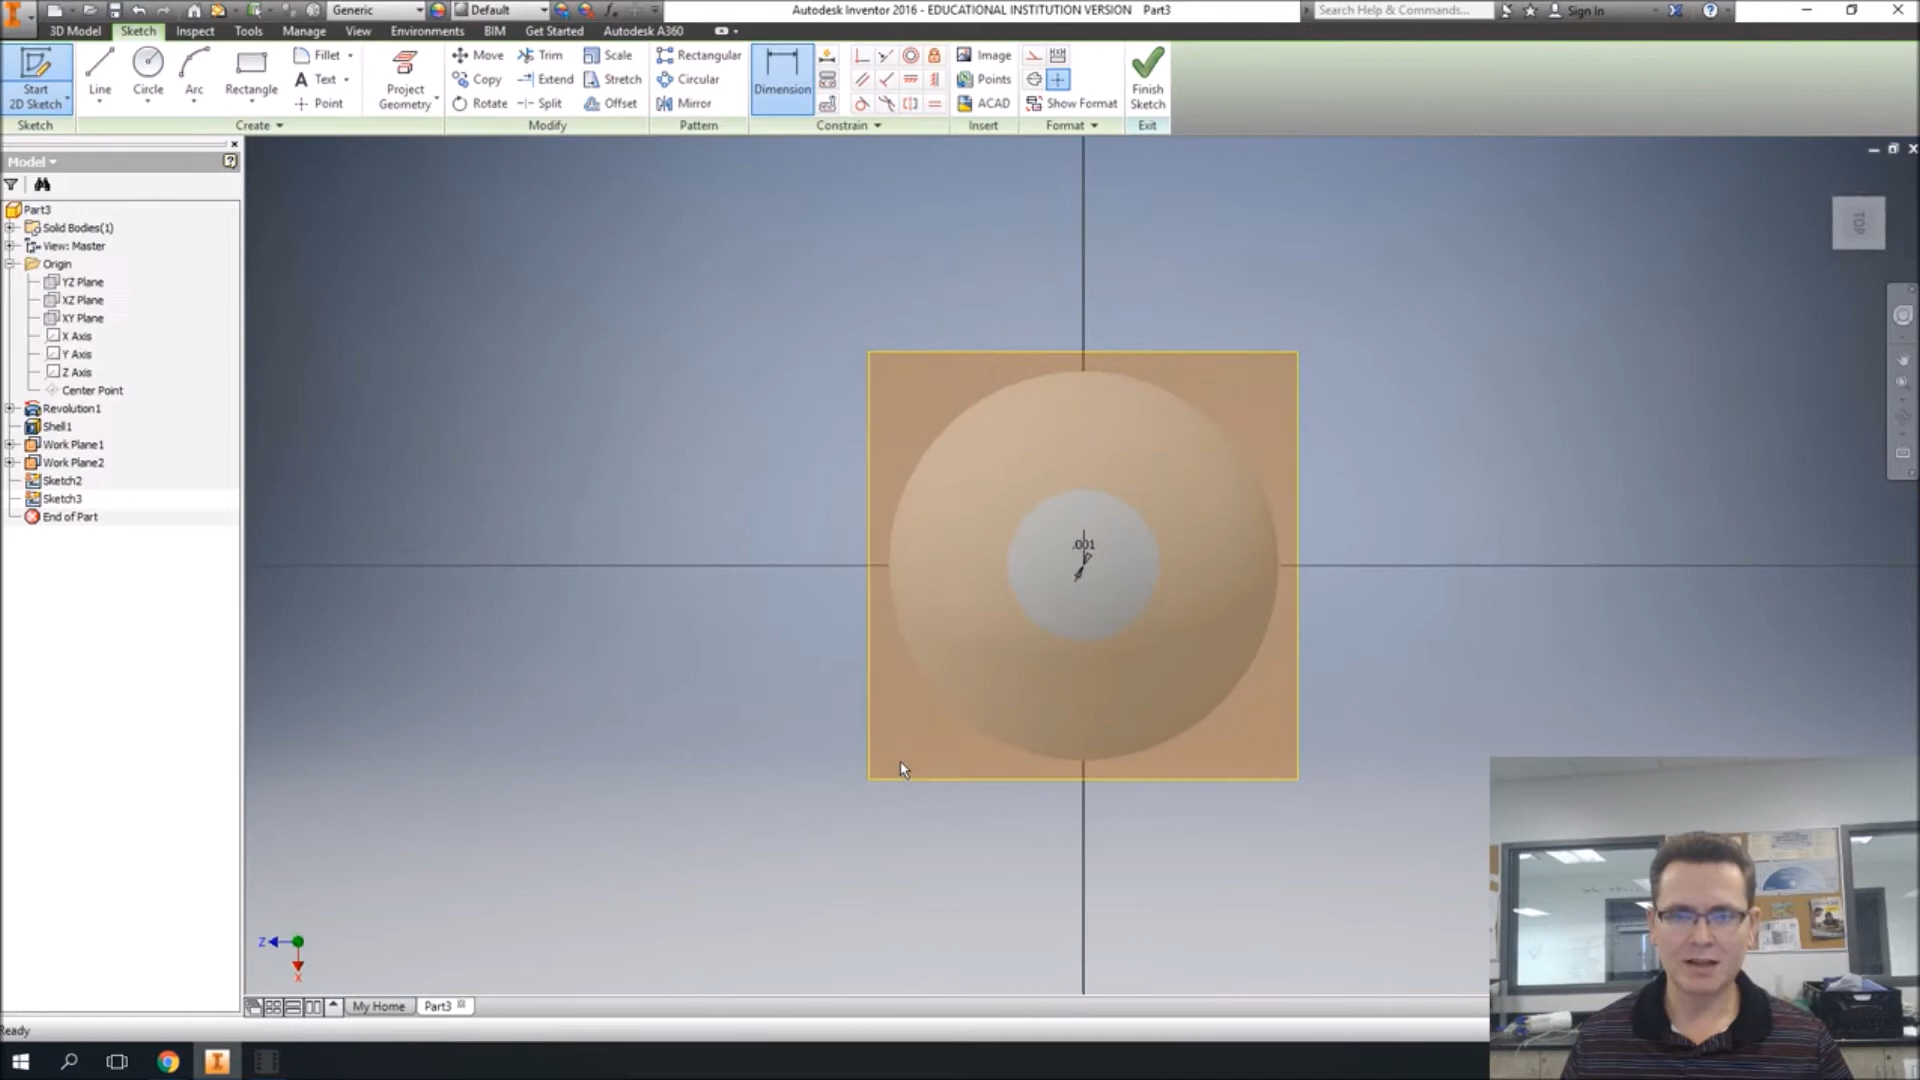 Generic Default Autodesk Inventor 2016 - EDUCATIONAL INSTITUTION VERSION Part3 Search Help & Commands... Sign In
3D Model Sketch Inspect Tools Manage View Environments BIM Get Started Autodesk A360
Start
2D Sketch
Line
Circle
Arc
Rectangle
Fillet
Text
Point
Project
Geometry
Move
Copy
Rotate
Trim
Extend
Split
Scale
Stretch
Offset
Rectangular
Circular
Mirror
Dimension
Image
Points
ACAD
Show Format
Finish
Sketch
Sketch Create Modify Pattern Constrain Insert Format Exit
Model
Part3
Solid Bodies(1)
View: Master
Origin
YZ Plane
XZ Plane
XY Plane
X Axis
Y Axis
Z Axis
Center Point
Revolution1
Shell1
Work Plane1
Work Plane2
Sketch2
Sketch3
End of Part
TOP
.001
Z
X
My Home Part3
Ready